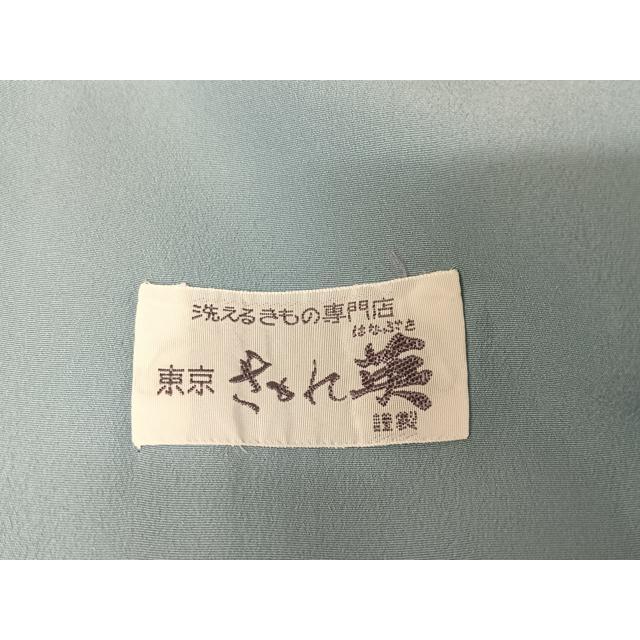 洗えるきもの専門店
はなぶさ
東京 きもれ 英
謹製